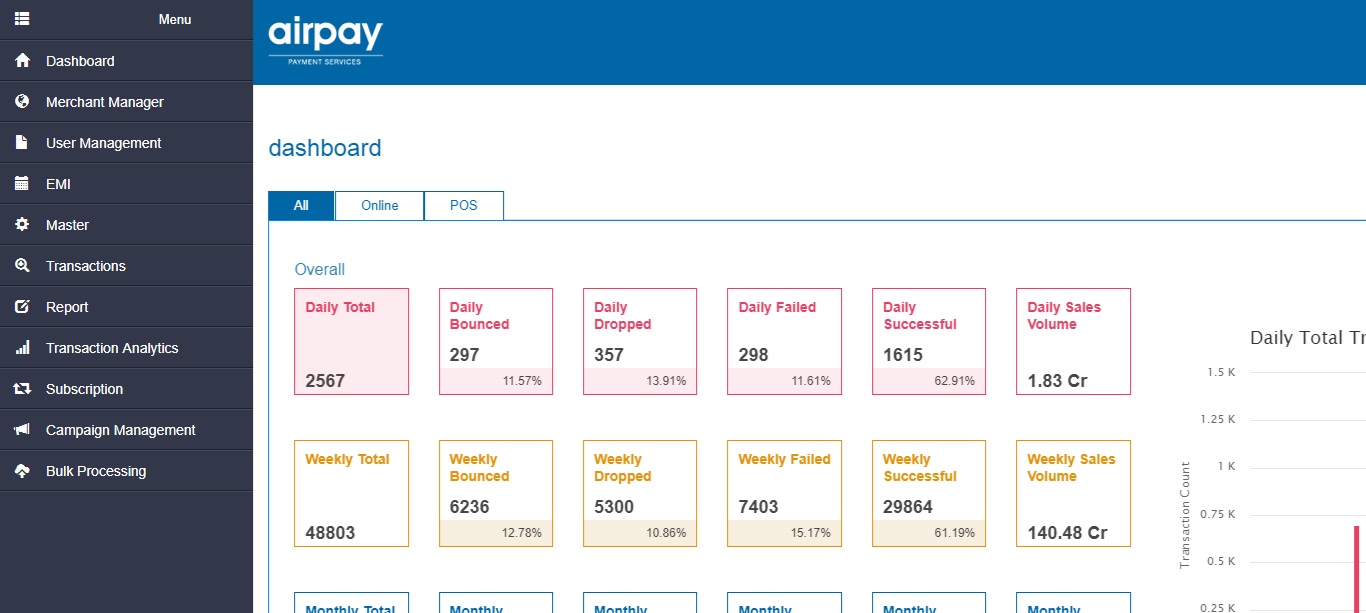 Menu
Dashboard
Merchant Manager
User Management
EMI
Master
Transactions
Report
Transaction Analytics
Subscription
Campaign Management
Bulk Processing
airpay
PAYMENT SERVICES
dashboard
All
Online
POS
Overall
Daily Total
2567
Daily
Bounced
297
11.57%
Daily
Dropped
357
13.91%
Daily Failed
298
11.61%
Daily
Successful
1615
62.91%
Daily Sales
Volume
1.83 Cr
Weekly Total
48803
Weekly
Bounced
6236
12.78%
Weekly
Dropped
5300
10.86%
Weekly Failed
7403
15.17%
Weekly
Successful
29864
61.19%
Weekly Sales
Volume
140.48 Cr
Monthly Total
Monthly
Monthly
Monthly
Monthly
Monthly
Daily Total Tr
1.5 K
1.25 K
1 K
0.75 K
0.5 K
0.25 K
Transaction Count